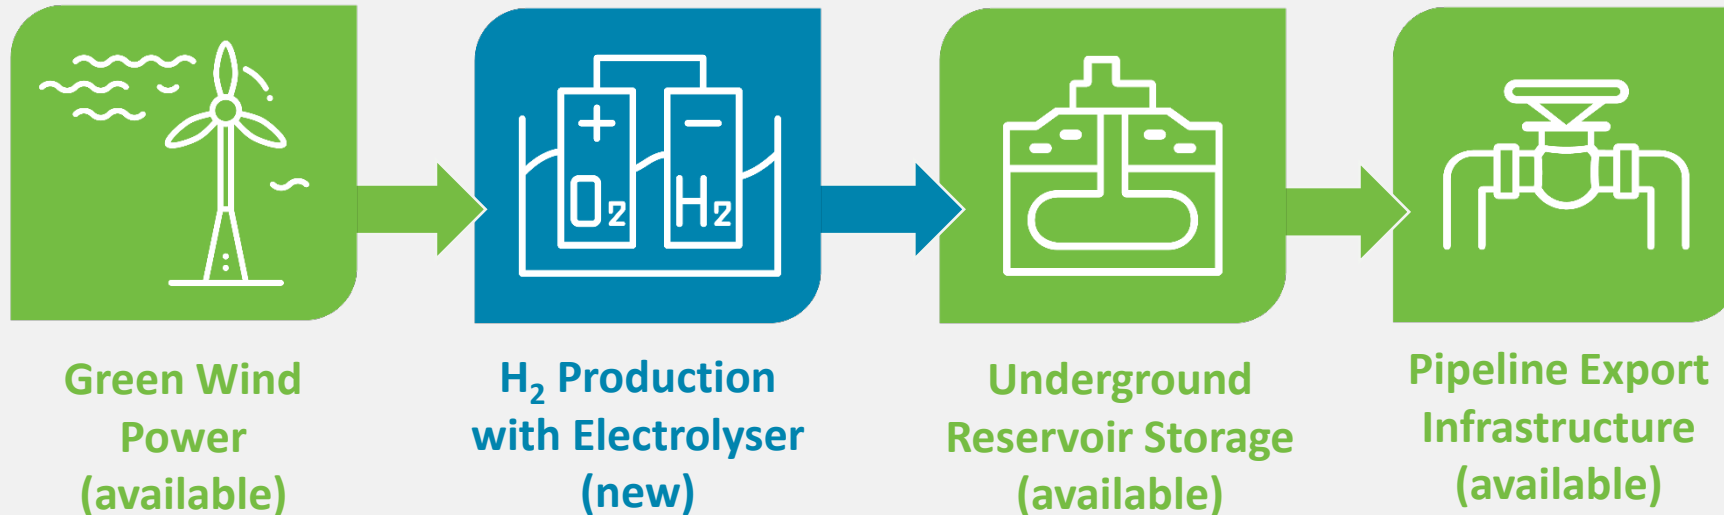 +
−
O2
H2
Green Wind
Power
(available)
H2 Production
with Electrolyser
(new)
Underground
Reservoir Storage
(available)
Pipeline Export
Infrastructure
(available)